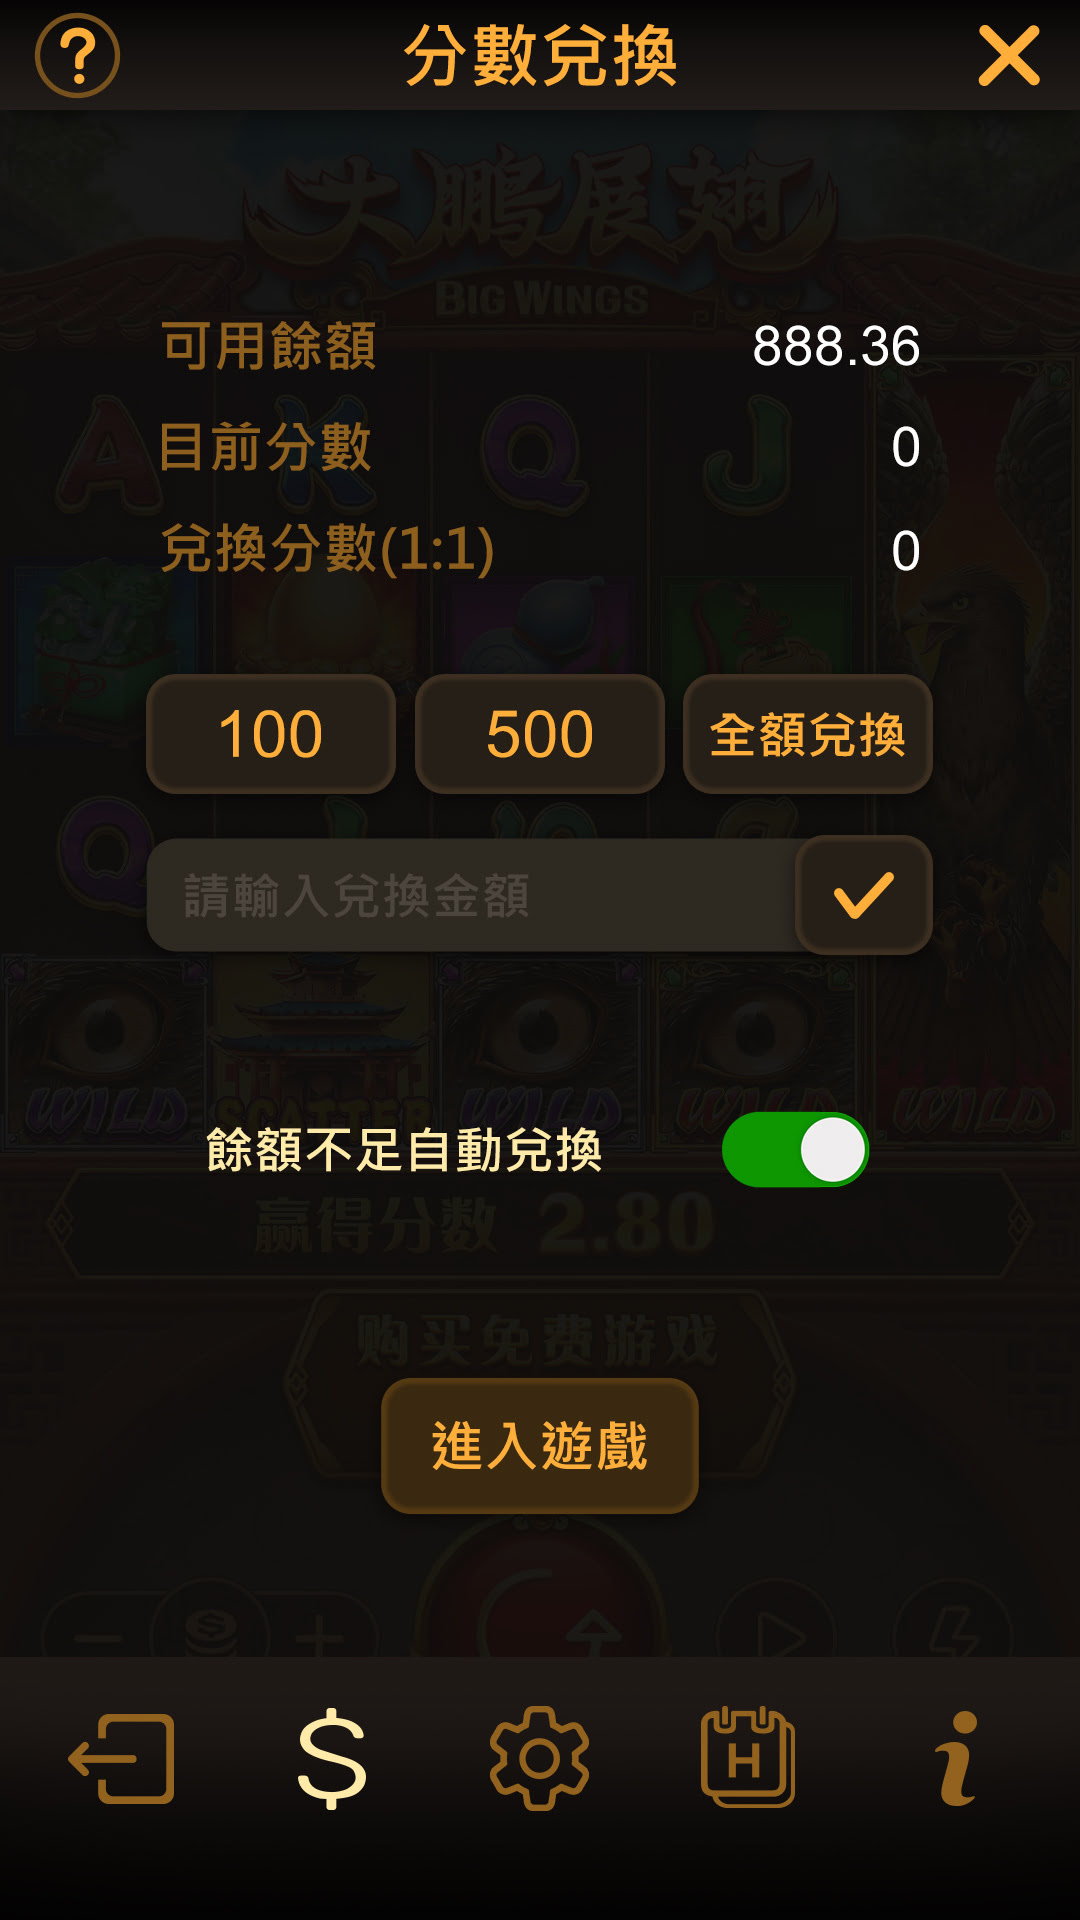 ?
分數兌換
大鵬展翅
BIG WINGS
可用餘額 888.36
目前分數 0
兌換分數(1:1) 0
A K Q J
100 500 全額兌換
Q J 10 Q
請輸入兌換金額
WILD SCATTER WILD WILD WILD
餘額不足自動兌換
赢得分数 2.80
购买免费游戏
進入遊戲
$
H
i